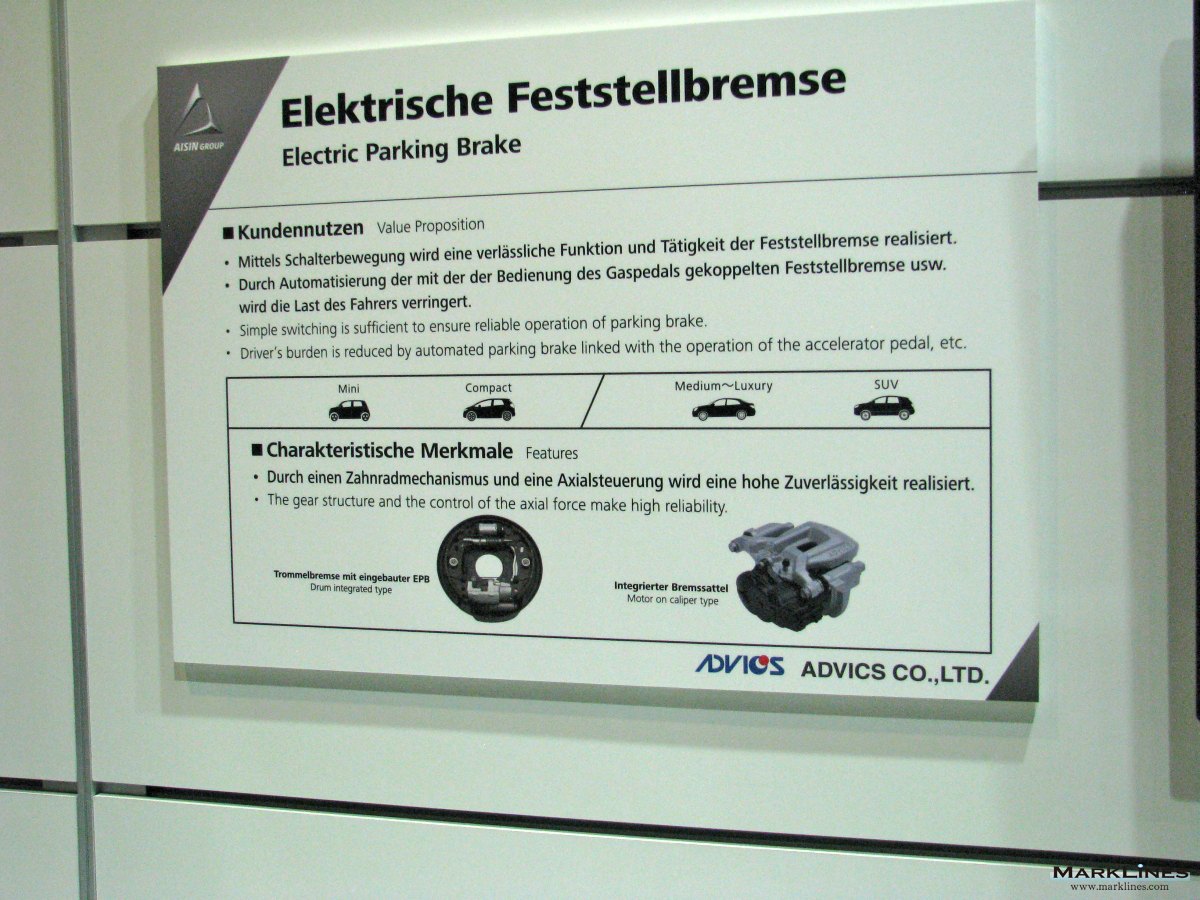 AISIN GROUP
Elektrische Feststellbremse
Electric Parking Brake
■ Kundennutzen Value Proposition
• Mittels Schalterbewegung wird eine verlässliche Funktion und Tätigkeit der Feststellbremse realisiert.
• Durch Automatisierung der mit der der Bedienung des Gaspedals gekoppelten Feststellbremse usw.
wird die Last des Fahrers verringert.
• Simple switching is sufficient to ensure reliable operation of parking brake.
• Driver's burden is reduced by automated parking brake linked with the operation of the accelerator pedal, etc.
Mini Compact Medium〜Luxury SUV
■ Charakteristische Merkmale Features
• Durch einen Zahnradmechanismus und eine Axialsteuerung wird eine hohe Zuverlässigkeit realisiert.
• The gear structure and the control of the axial force make high reliability.
Trommelbremse mit eingebauter EPB
Drum integrated type
Integrierter Bremssattel
Motor on caliper type
ADVICS ADVICS CO.,LTD.
MARKLINES
www.marklines.com